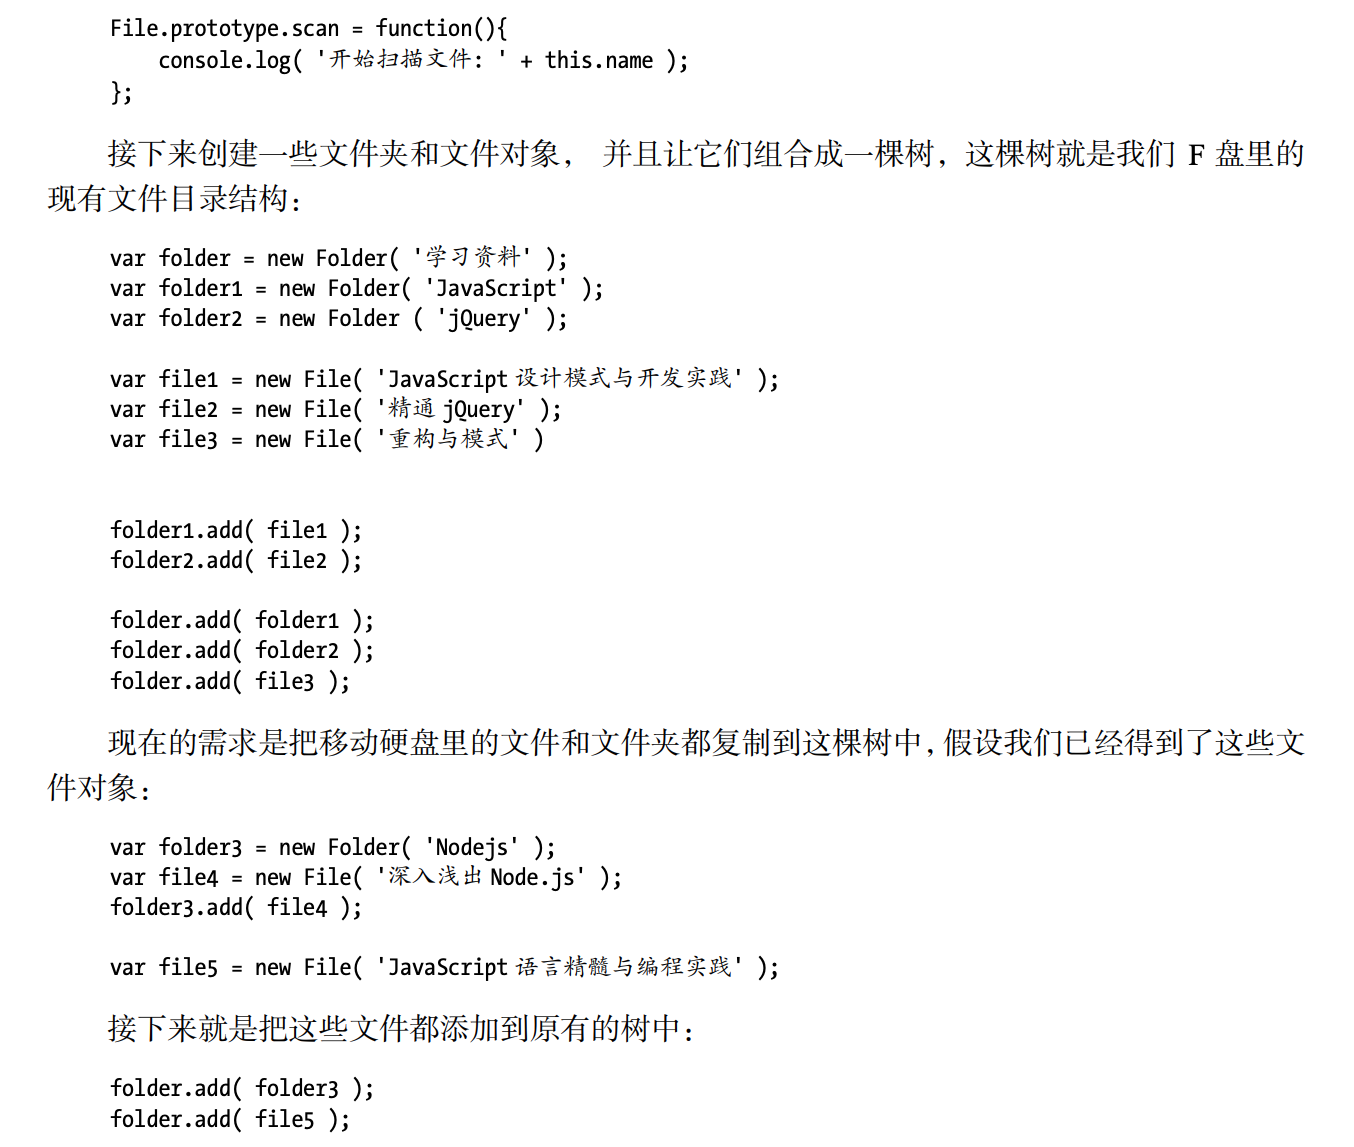 File.prototype.scan = function(){
    console.log( '开始扫描文件: ' + this.name );
};
接下来创建一些文件夹和文件对象， 并且让它们组合成一棵树，这棵树就是我们 F 盘里的
现有文件目录结构：
var folder = new Folder( '学习资料' );
var folder1 = new Folder( 'JavaScript' );
var folder2 = new Folder ( 'jQuery' );
var file1 = new File( 'JavaScript 设计模式与开发实践' );
var file2 = new File( '精通 jQuery' );
var file3 = new File( '重构与模式' )
folder1.add( file1 );
folder2.add( file2 );
folder.add( folder1 );
folder.add( folder2 );
folder.add( file3 );
现在的需求是把移动硬盘里的文件和文件夹都复制到这棵树中，假设我们已经得到了这些文
件对象：
var folder3 = new Folder( 'Nodejs' );
var file4 = new File( '深入浅出 Node.js' );
folder3.add( file4 );
var file5 = new File( 'JavaScript 语言精髓与编程实践' );
接下来就是把这些文件都添加到原有的树中：
folder.add( folder3 );
folder.add( file5 );